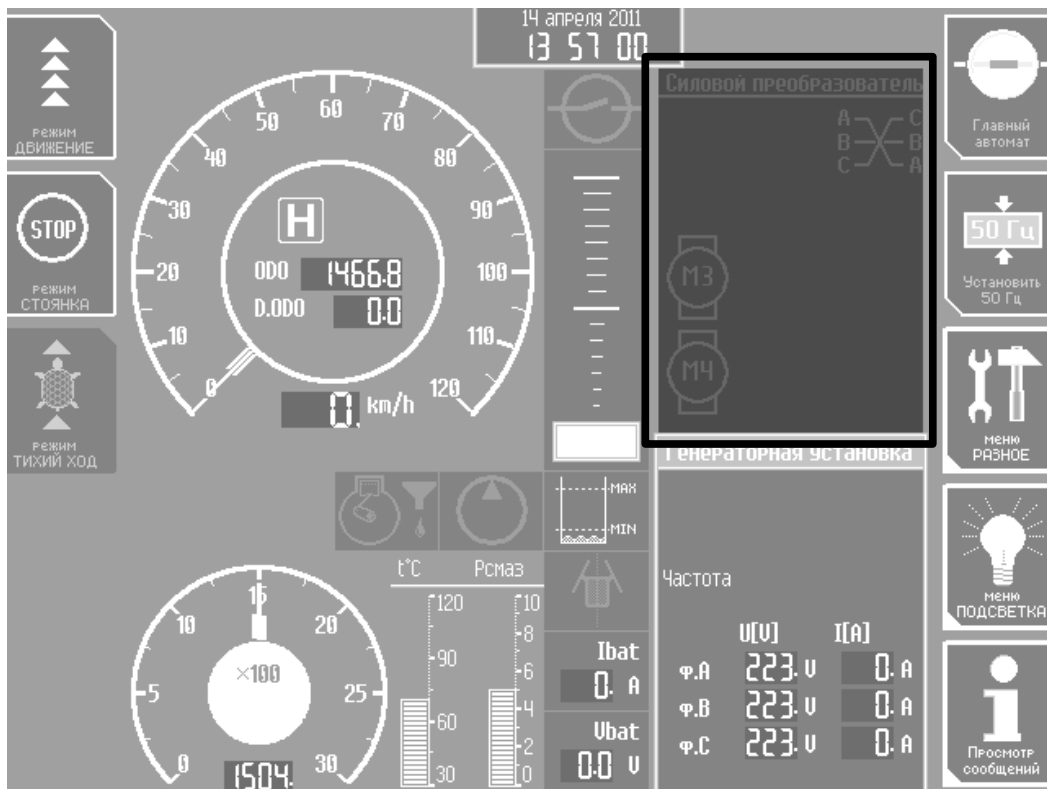 14 апреля 2011
13 57 00
режим
ДВИЖЕНИЕ
STOP
режим
СТОЯНКА
режим
ТИХИЙ ХОД
0
10
20
30
40
50
60
70
80
90
100
110
120
H
ODO 1466.8
D.ODO 0.0
0. km/h
Силовой преобразователь
A C
B B
C A
М3
М4
Главный
автомат
50 Гц
Установить
50 Гц
меню
РАЗНОЕ
меню
ПОДСВЕТКА
Просмотр
сообщений
MAX
MIN
0
5
10
15
20
25
30
×100
1504.
t°C Pсмаз
120 10
8
90
6
4
60
2
30 0
Ibat
0. A
Ubat
0.0 V
Генераторная установка
Частота
U[V] I[A]
ф.A 223. V 0. A
ф.B 223. V 0. A
ф.C 223. V 0. A